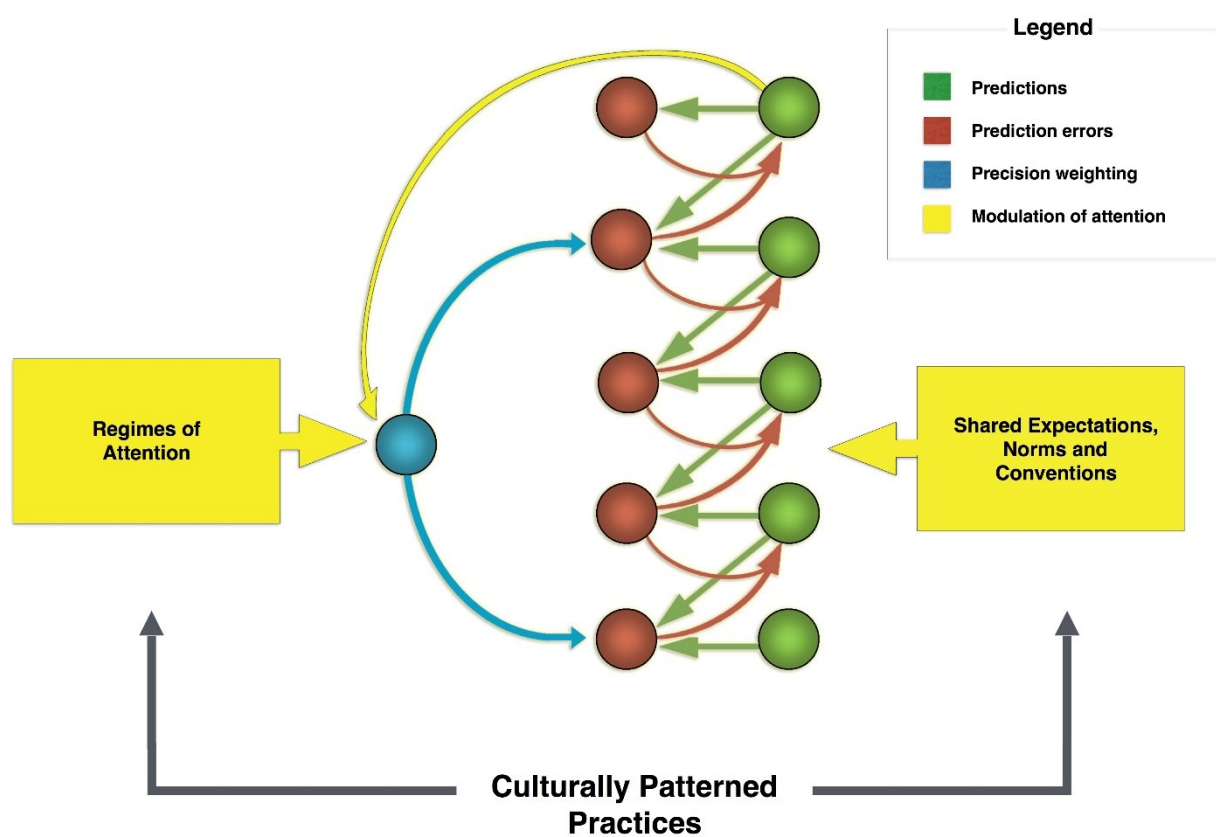 Legend
Predictions
Prediction errors
Precision weighting
Modulation of attention
Regimes of
Attention
Shared Expectations,
Norms and
Conventions
Culturally Patterned
Practices